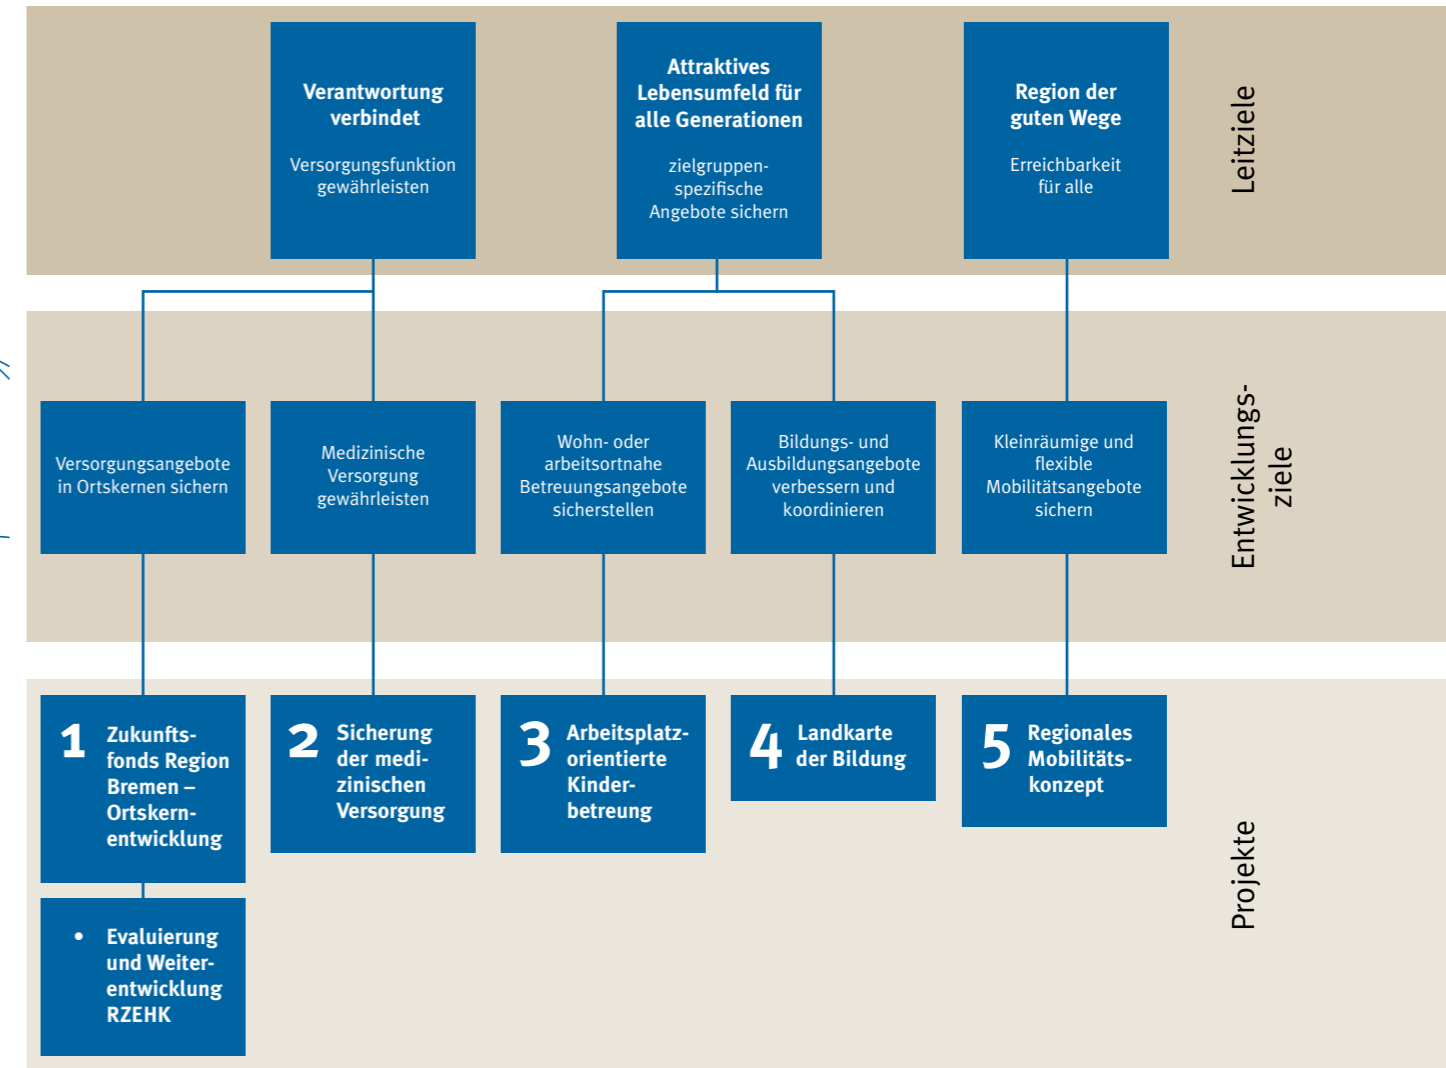 Verantwortung
verbindet
Versorgungsfunktion
gewährleisten
Attraktives
Lebensumfeld für
alle Generationen
zielgruppen-
spezifische
Angebote sichern
Region der
guten Wege
Erreichbarkeit
für alle
Leitziele
Versorgungsangebote
in Ortskernen sichern
Medizinische
Versorgung
gewährleisten
Wohn- oder
arbeitsortnahe
Betreuungsangebote
sicherstellen
Bildungs- und
Ausbildungsangebote
verbessern und
koordinieren
Kleinräumige und
flexible
Mobilitätsangebote
sichern
Entwicklungs-
ziele
1 Zukunfts-
fonds Region
Bremen –
Ortskern-
entwicklung
2 Sicherung
der medi-
zinischen
Versorgung
3 Arbeitsplatz-
orientierte
Kinder-
betreung
4 Landkarte
der Bildung
5 Regionales
Mobilitäts-
konzept
Projekte
• Evaluierung
und Weiter-
entwicklung
RZEHK